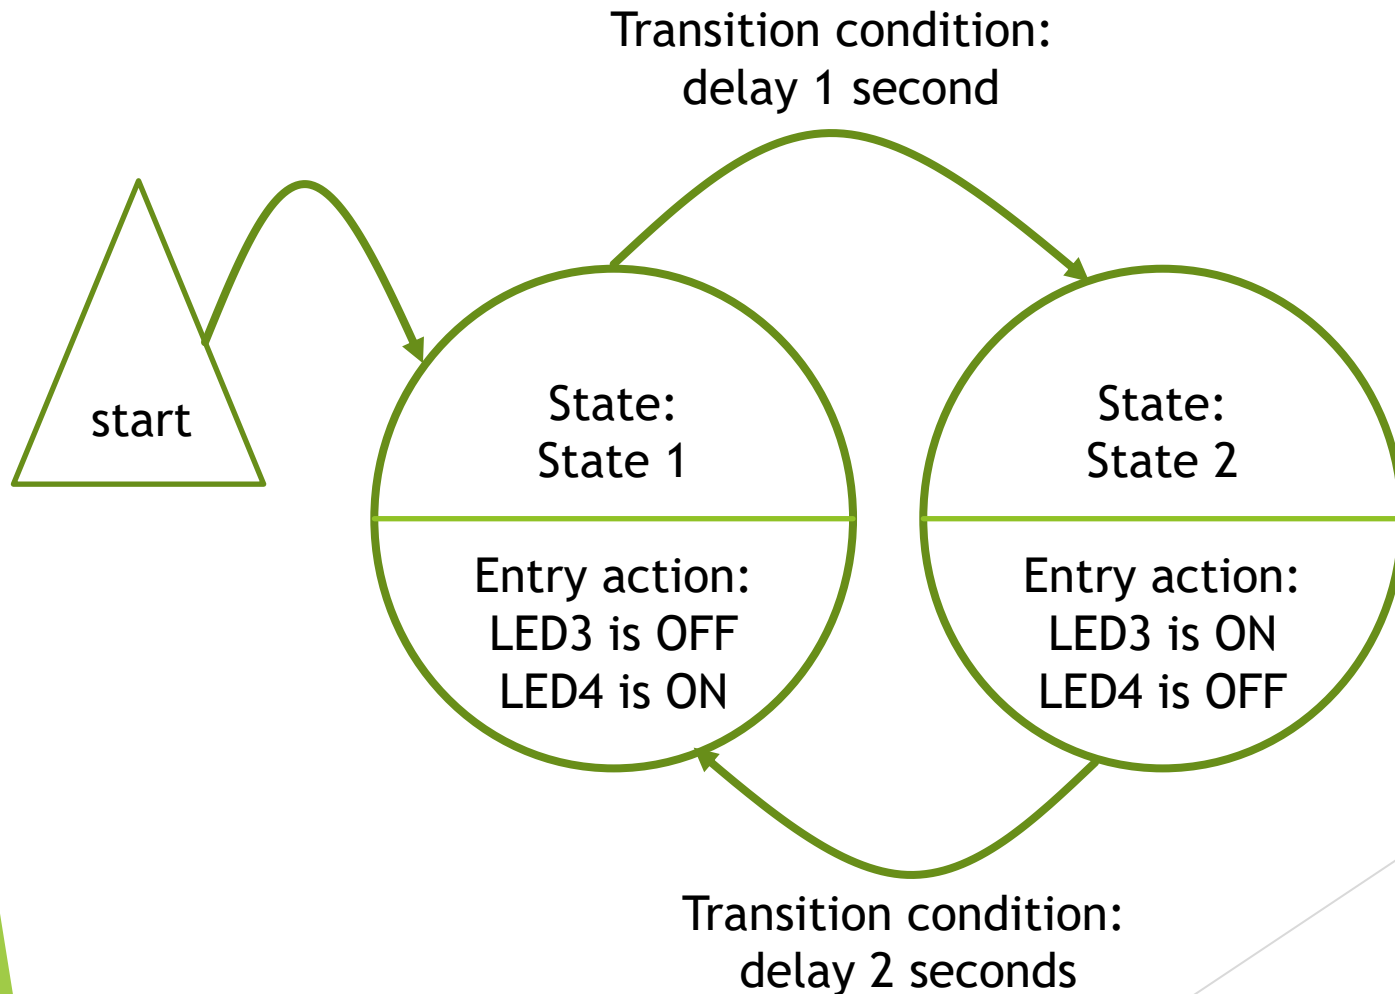 Transition condition:
delay 1 second
start
State:
State 1
Entry action:
LED3 is OFF
LED4 is ON
State:
State 2
Entry action:
LED3 is ON
LED4 is OFF
Transition condition:
delay 2 seconds